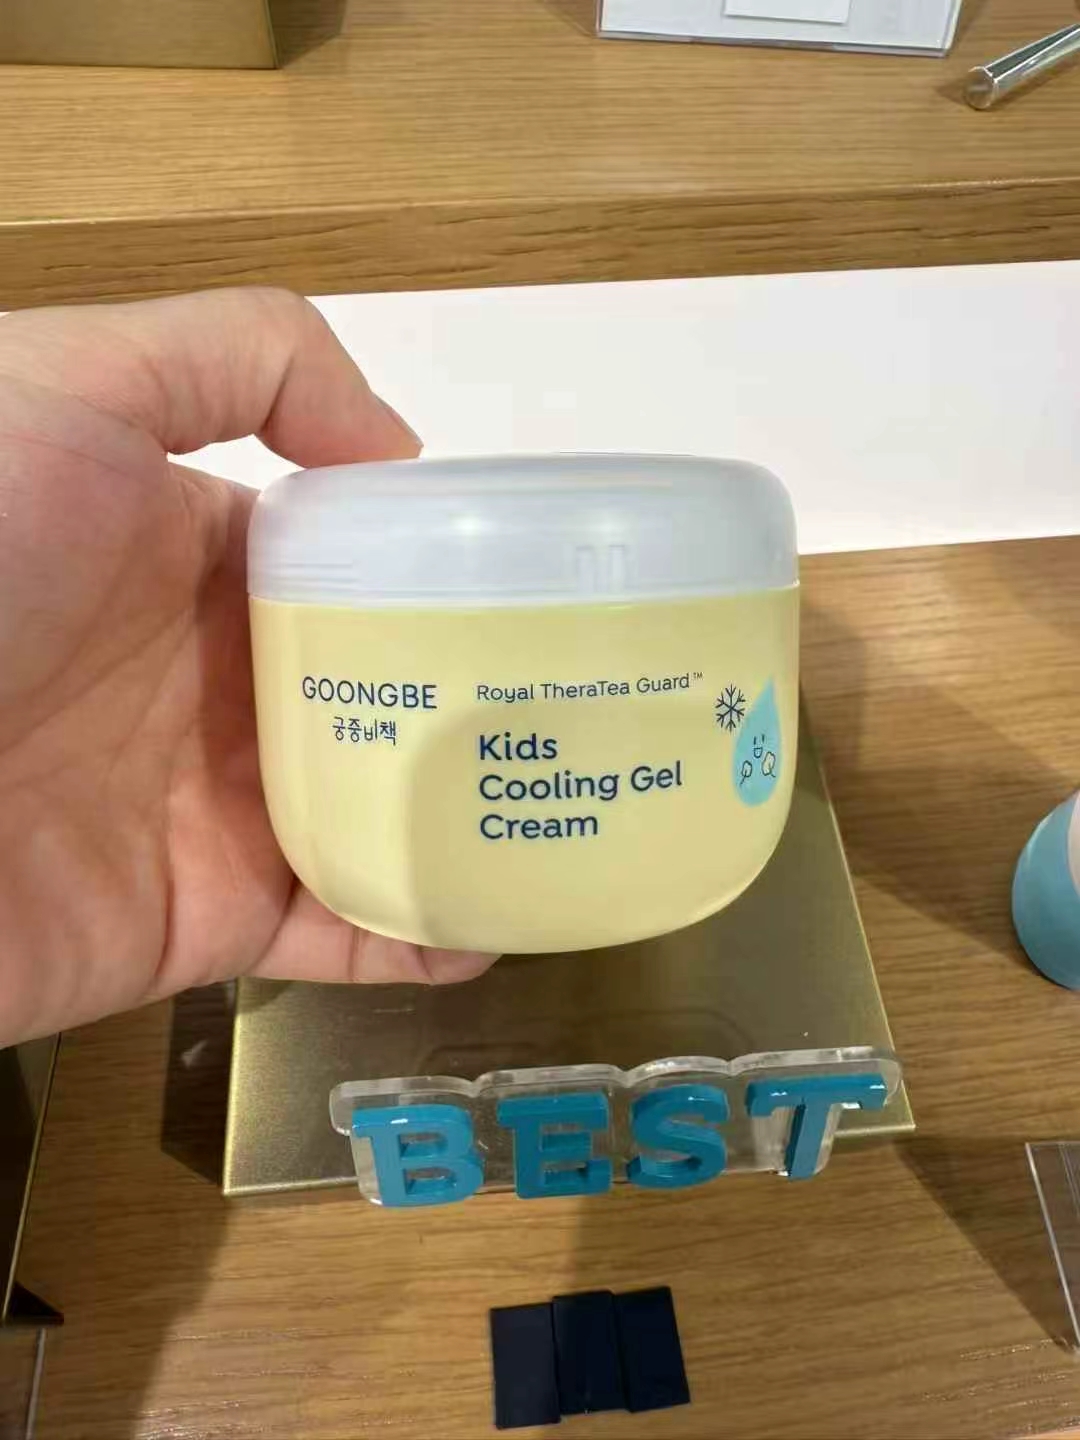 GOONGBE
궁중비책
Royal TheraTea Guard™
Kids
Cooling Gel
Cream
BEST